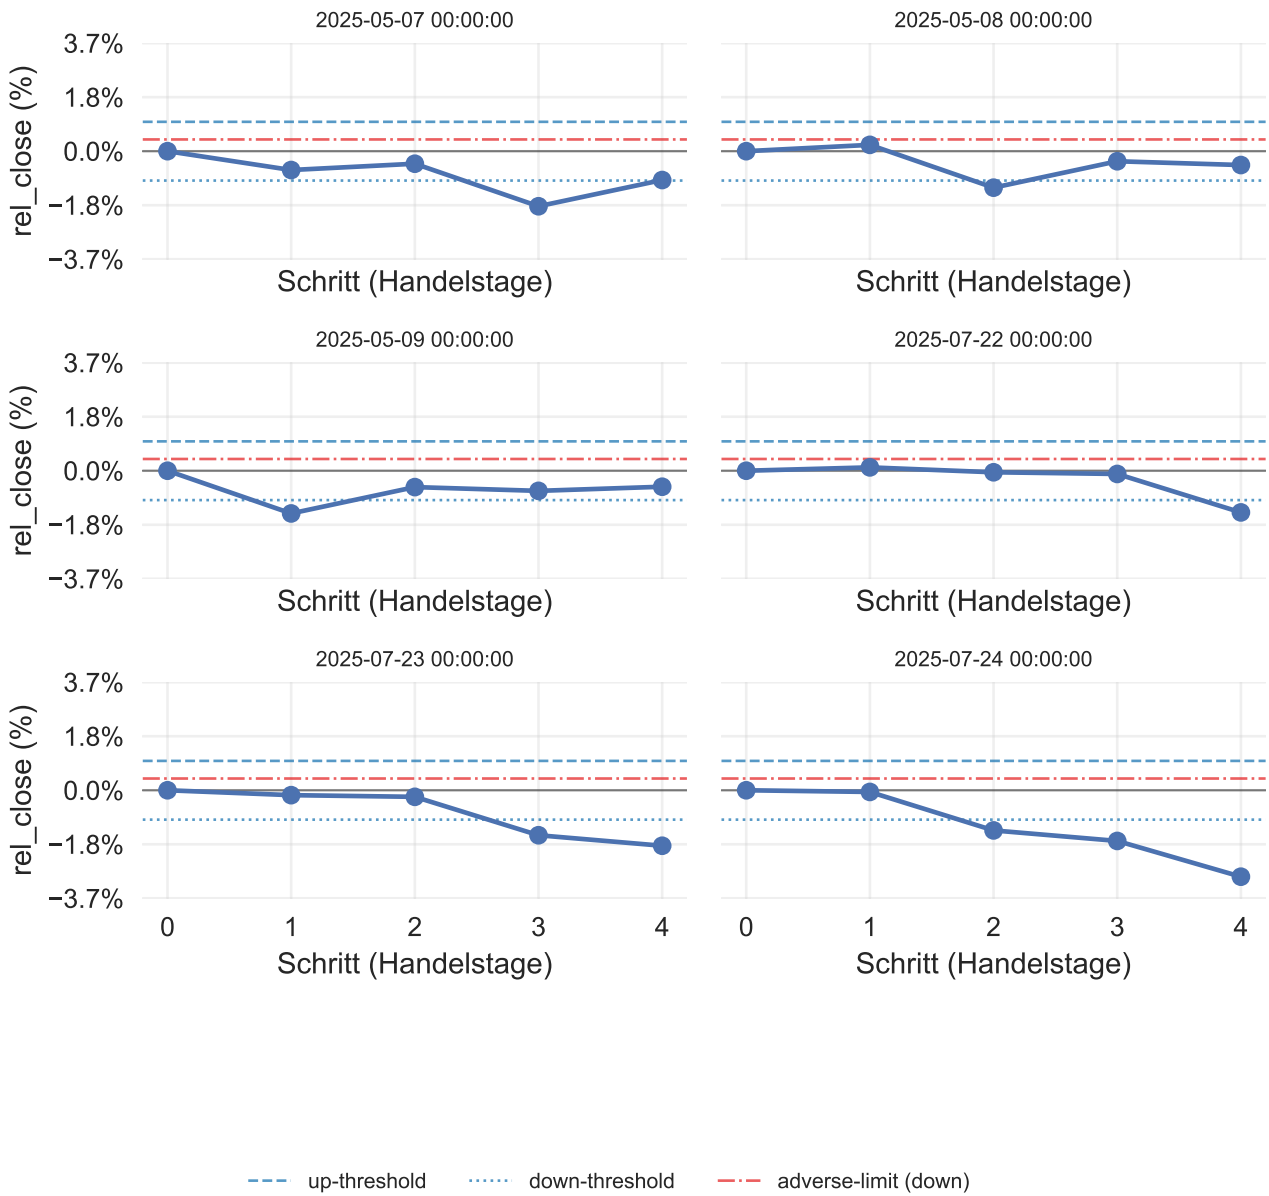 2025-05-07 00:00:00
2025-05-08 00:00:00
3.7%
1.8%
0.0%
−1.8%
−3.7%
rel_close (%)
Schritt (Handelstage)
Schritt (Handelstage)
2025-05-09 00:00:00
2025-07-22 00:00:00
3.7%
1.8%
0.0%
−1.8%
−3.7%
rel_close (%)
Schritt (Handelstage)
Schritt (Handelstage)
2025-07-23 00:00:00
2025-07-24 00:00:00
3.7%
1.8%
0.0%
−1.8%
−3.7%
rel_close (%)
0 1 2 3 4
0 1 2 3 4
Schritt (Handelstage)
Schritt (Handelstage)
up-threshold down-threshold adverse-limit (down)